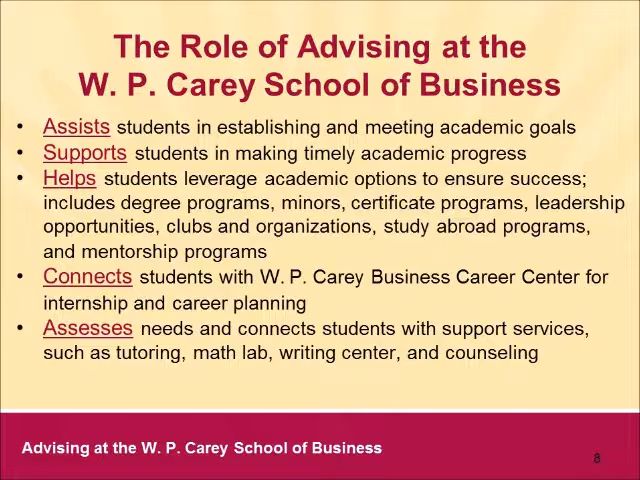 The Role of Advising at the
W. P. Carey School of Business
• Assists students in establishing and meeting academic goals
• Supports students in making timely academic progress
• Helps students leverage academic options to ensure success;
includes degree programs, minors, certificate programs, leadership
opportunities, clubs and organizations, study abroad programs,
and mentorship programs
• Connects students with W. P. Carey Business Career Center for
internship and career planning
• Assesses needs and connects students with support services,
such as tutoring, math lab, writing center, and counseling
Advising at the W. P. Carey School of Business
8